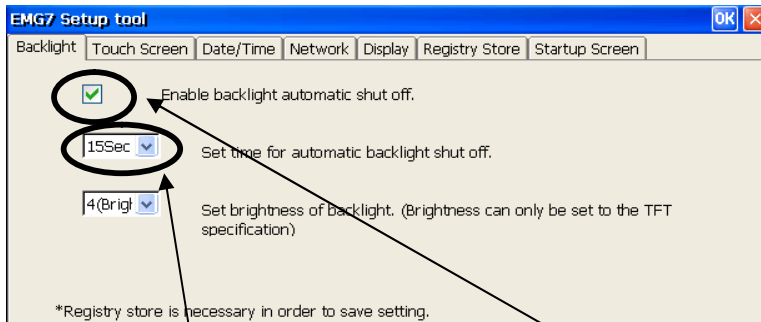 EMG7 Setup tool OK
Backlight Touch Screen Date/Time Network Display Registry Store Startup Screen
Enable backlight automatic shut off.
15Sec Set time for automatic backlight shut off.
4(Brigh Set brightness of backlight. (Brightness can only be set to the TFT
specification)
*Registry store is necessary in order to save setting.